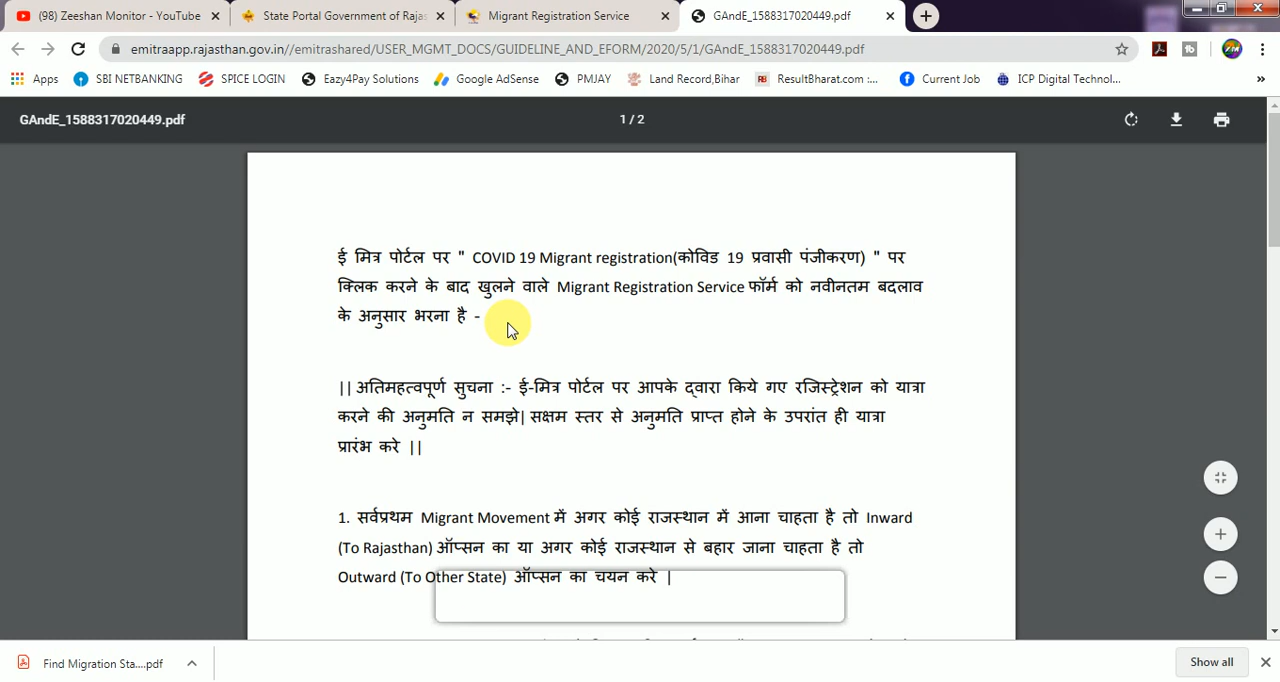 (98) Zeeshan Monitor - YouTube
State Portal Government of Rajas
Migrant Registration Service
GAndE_1588317020449.pdf
emitraapp.rajasthan.gov.in//emitrashared/USER_MGMT_DOCS/GUIDELINE_AND_EFORM/2020/5/1/GAndE_1588317020449.pdf
Apps SBI NETBANKING SPICE LOGIN Eazy4Pay Solutions Google AdSense PMJAY Land Record,Bihar ResultBharat.com :... Current Job ICP Digital Technol... »
GAndE_1588317020449.pdf 1 / 2
ई मित्र पोर्टल पर " COVID 19 Migrant registration(कोविड 19 प्रवासी पंजीकरण) " पर
क्लिक करने के बाद खुलने वाले Migrant Registration Service फॉर्म को नवीनतम बदलाव
के अनुसार भरना है -
|| अतिमहत्वपूर्ण सुचना :- ई-मित्र पोर्टल पर आपके द्वारा किये गए रजिस्ट्रेशन को यात्रा
करने की अनुमति न समझे| सक्षम स्तर से अनुमति प्राप्त होने के उपरांत ही यात्रा
प्रारंभ करे ||
1. सर्वप्रथम Migrant Movement में अगर कोई राजस्थान में आना चाहता है तो Inward
(To Rajasthan) ऑप्सन का या अगर कोई राजस्थान से बहार जाना चाहता है तो
Outward (To Other State) ऑप्सन का चयन करे |
Find Migration Sta....pdf
Show all